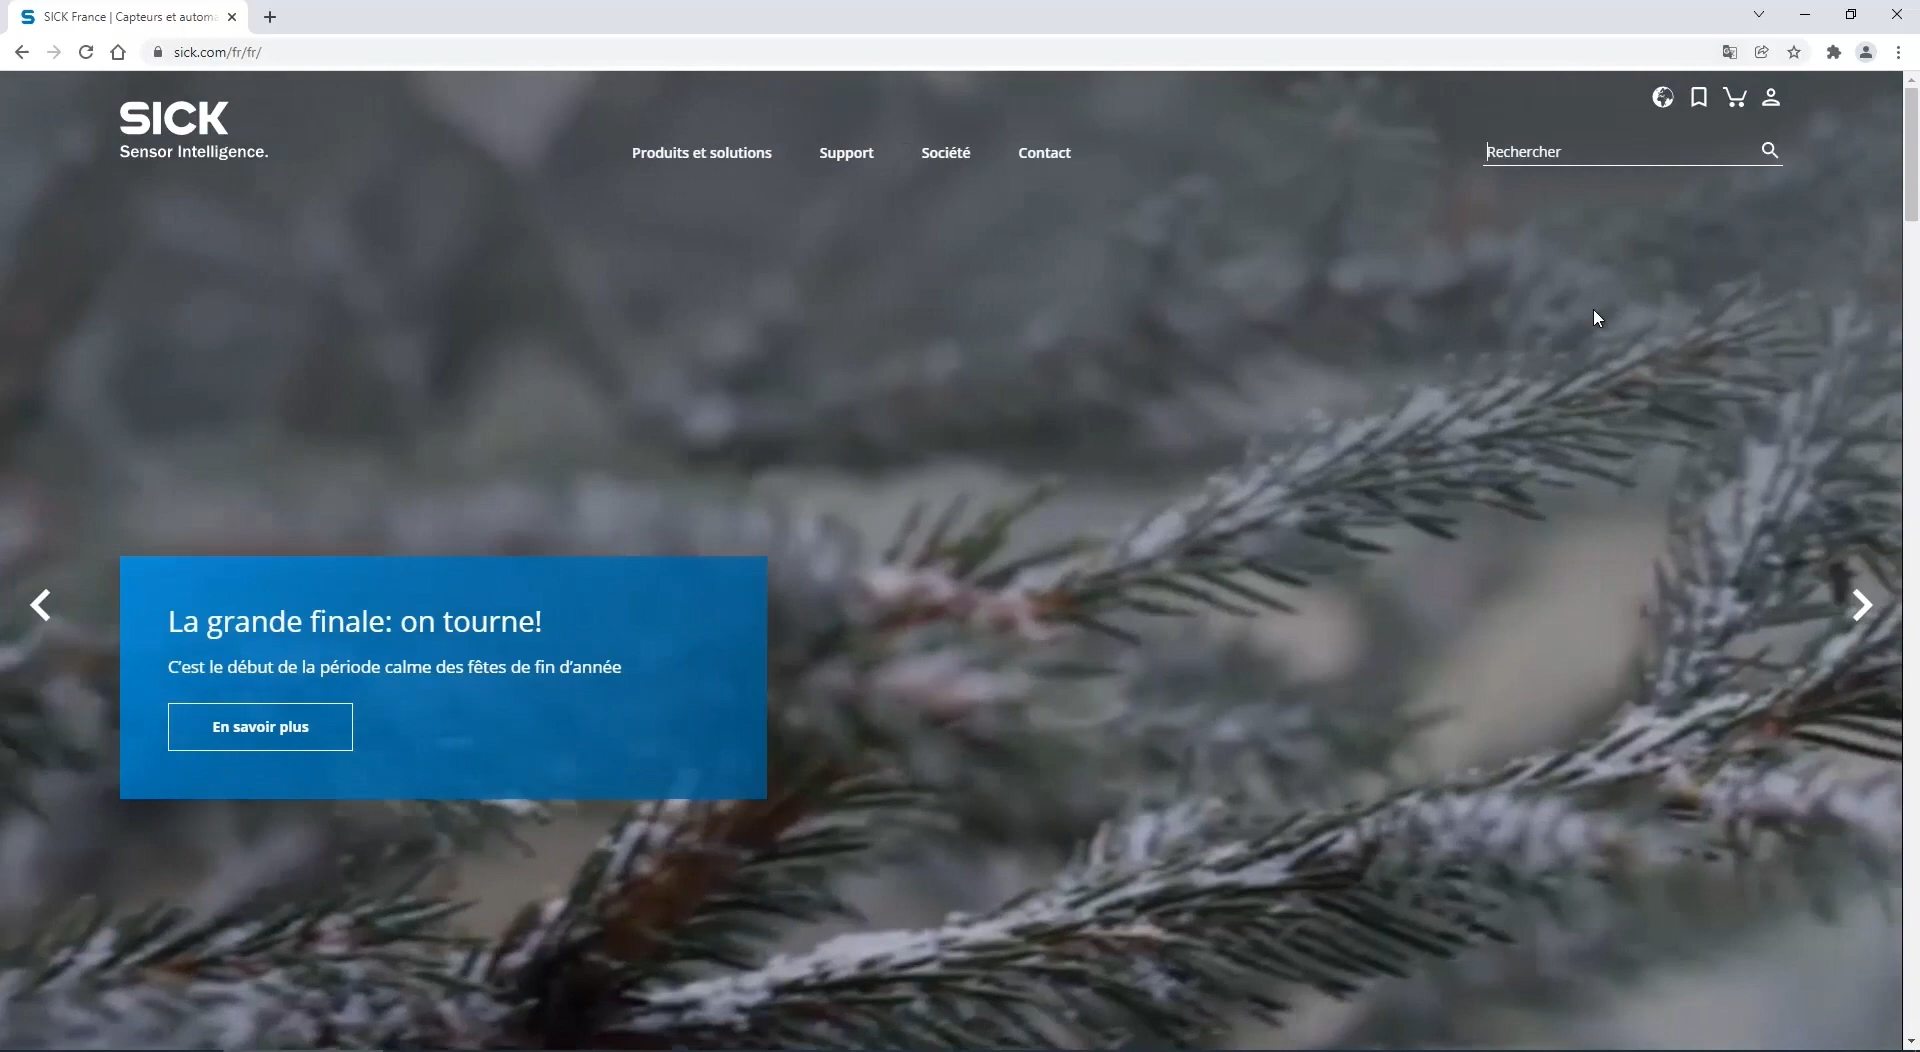 SICK France | Capteurs et automa
sick.com/fr/fr/
SICK
Sensor Intelligence.
Produits et solutions
Support
Société
Contact
Rechercher
La grande finale: on tourne!
C'est le début de la période calme des fêtes de fin d'année
En savoir plus